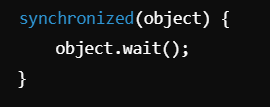 synchronized(object) {
    object.wait();
}